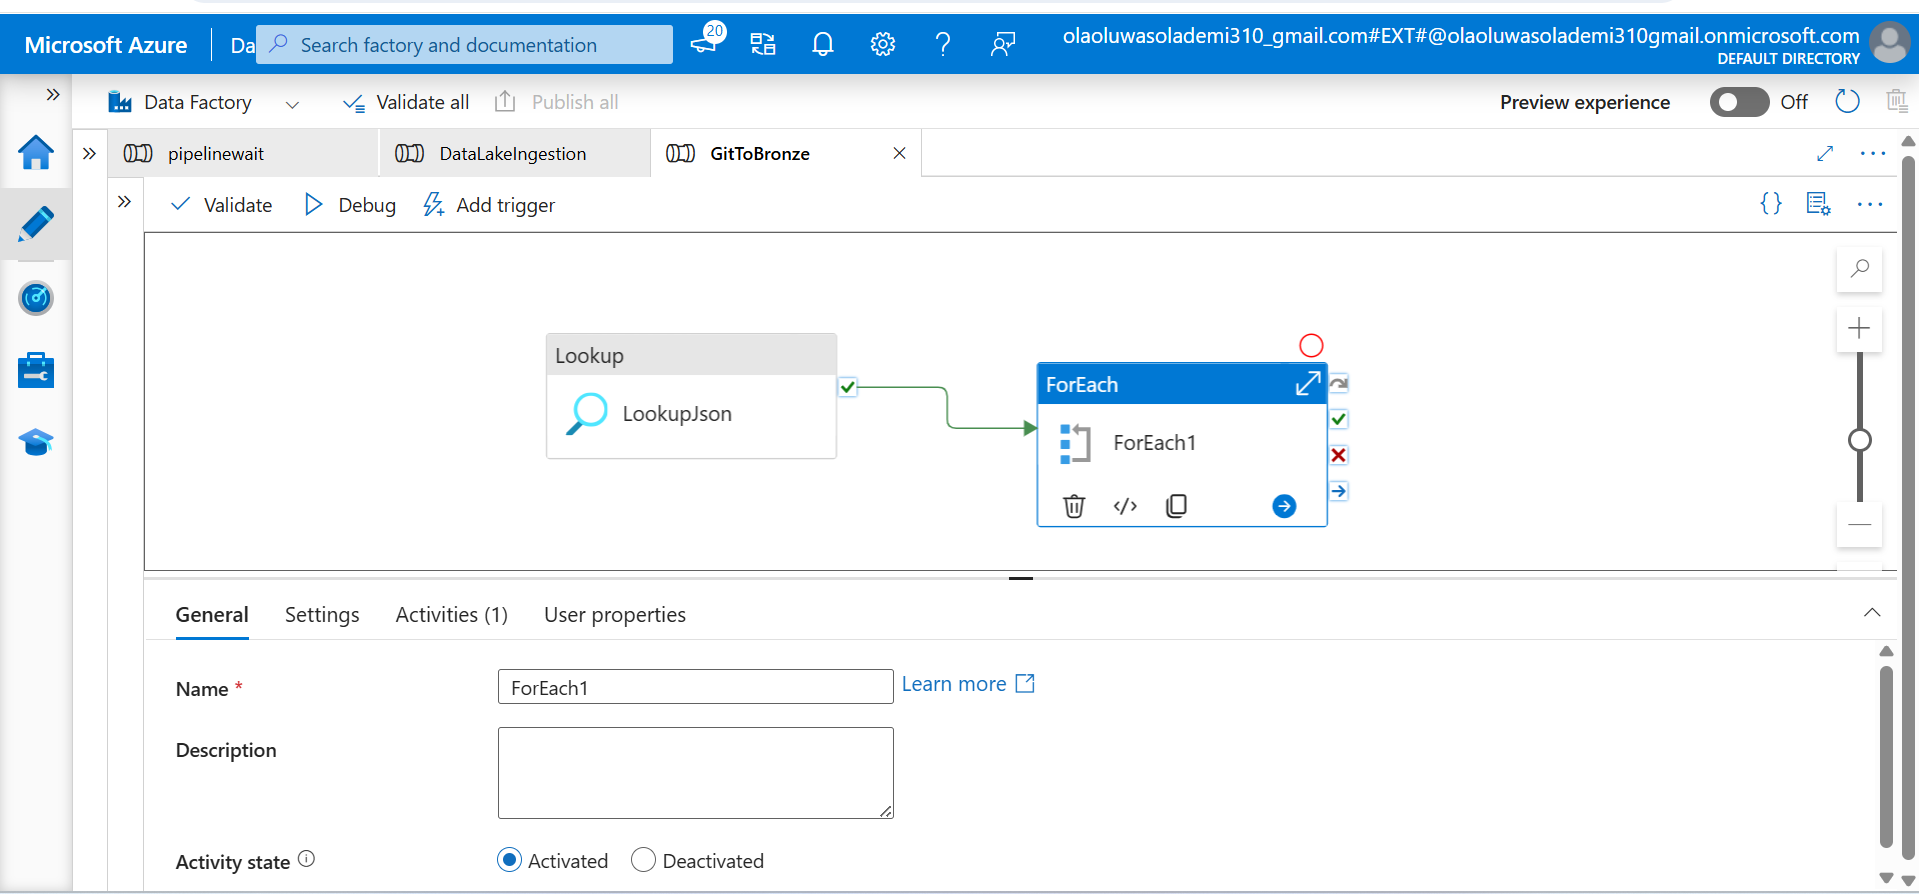 Microsoft Azure
Da
Search factory and documentation
20
olaoluwasolademi310_gmail.com#EXT#@olaoluwasolademi310gmail.onmicrosoft.com
DEFAULT DIRECTORY
Data Factory
Validate all
Publish all
Preview experience
Off
pipelinewait
DataLakeIngestion
GitToBronze
Validate
Debug
Add trigger
Lookup
LookupJson
ForEach
ForEach1
General
Settings
Activities (1)
User properties
Name *
ForEach1
Learn more
Description
Activity state
Activated
Deactivated